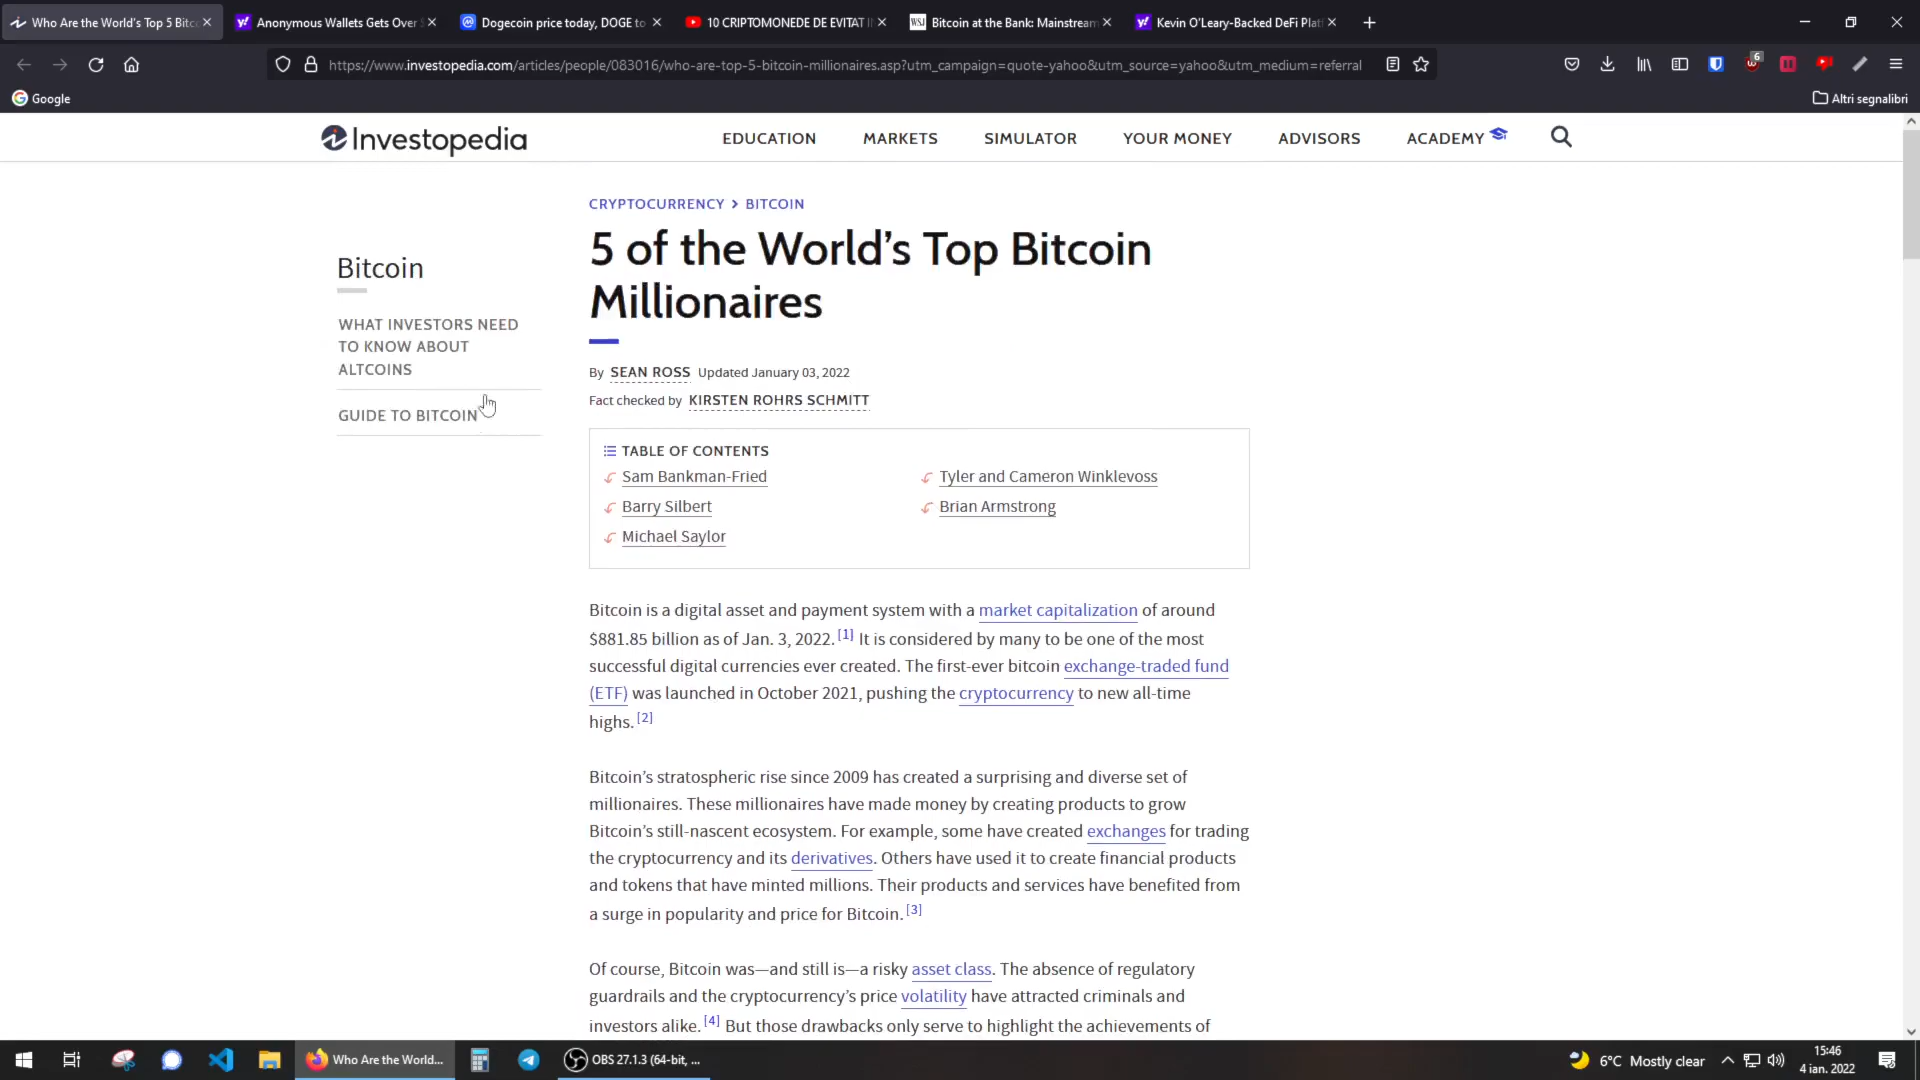 Who Are the World's Top 5 Bitco
Anonymous Wallets Gets Over
Dogecoin price today, DOGE to
10 CRIPTOMONEDE DE EVITAT
WSJ
Bitcoin at the Bank: Mainstream
Kevin O'Leary-Backed DeFi Plat
https://www.investopedia.com/articles/people/083016/who-are-top-5-bitcoin-millionaires.asp?utm_campaign=quote-yahoo&utm_source=yahoo&utm_medium=referral
6
Google
Altri segnalibri
Investopedia
EDUCATION
MARKETS
SIMULATOR
YOUR MONEY
ADVISORS
ACADEMY
Bitcoin
WHAT INVESTORS NEED
TO KNOW ABOUT
ALTCOINS
GUIDE TO BITCOIN
CRYPTOCURRENCY > BITCOIN
5 of the World's Top Bitcoin
Millionaires
By SEAN ROSS Updated January 03, 2022
Fact checked by KIRSTEN ROHRS SCHMITT
TABLE OF CONTENTS
Sam Bankman-Fried
Barry Silbert
Michael Saylor
Tyler and Cameron Winklevoss
Brian Armstrong
Bitcoin is a digital asset and payment system with a market capitalization of around
$881.85 billion as of Jan. 3, 2022. [1] It is considered by many to be one of the most
successful digital currencies ever created. The first-ever bitcoin exchange-traded fund
(ETF) was launched in October 2021, pushing the cryptocurrency to new all-time
highs. [2]
Bitcoin's stratospheric rise since 2009 has created a surprising and diverse set of
millionaires. These millionaires have made money by creating products to grow
Bitcoin's still-nascent ecosystem. For example, some have created exchanges for trading
the cryptocurrency and its derivatives. Others have used it to create financial products
and tokens that have minted millions. Their products and services have benefited from
a surge in popularity and price for Bitcoin. [3]
Of course, Bitcoin was—and still is—a risky asset class. The absence of regulatory
guardrails and the cryptocurrency's price volatility have attracted criminals and
investors alike. [4] But those drawbacks only serve to highlight the achievements of
Who Are the World...
OBS 27.1.3 (64-bit, ...
6°C Mostly clear
15:46
4 ian. 2022